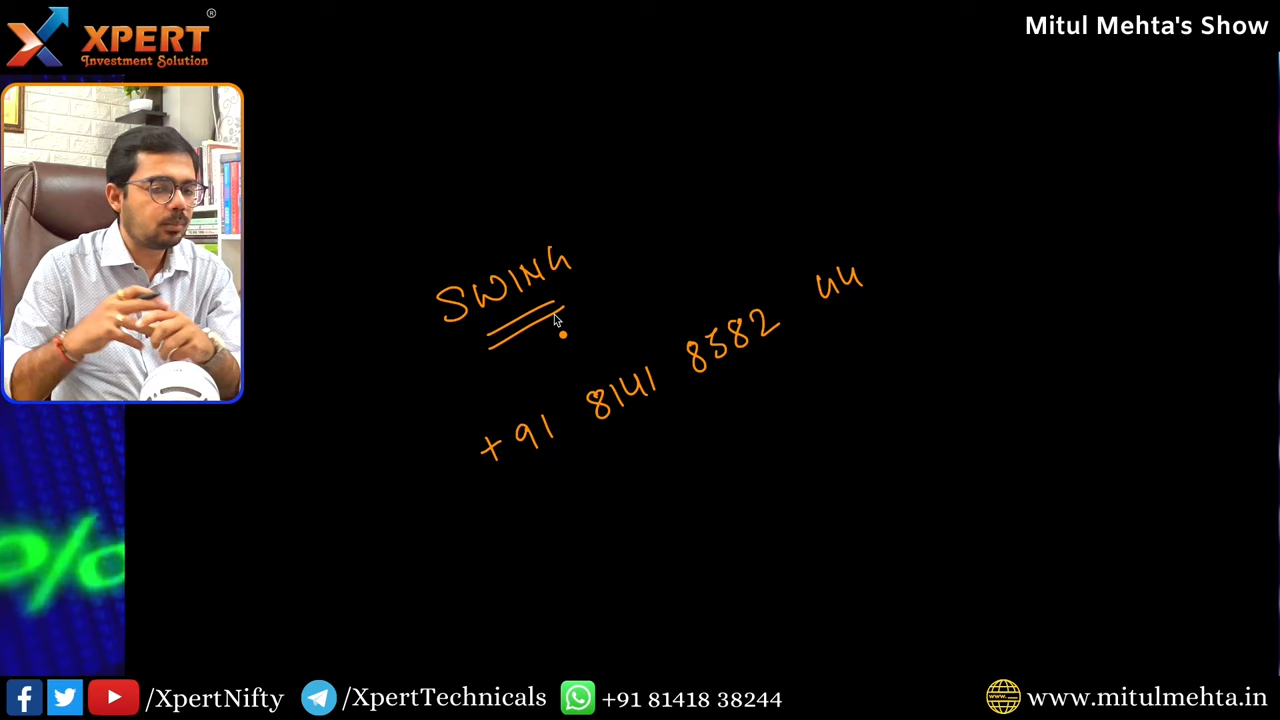 XPERT
Investment Solution
®
Mitul Mehta's Show
SWING
+91 8141 8382 44
/XpertNifty
/XpertTechnicals
+91 81418 38244
www.mitulmehta.in
%